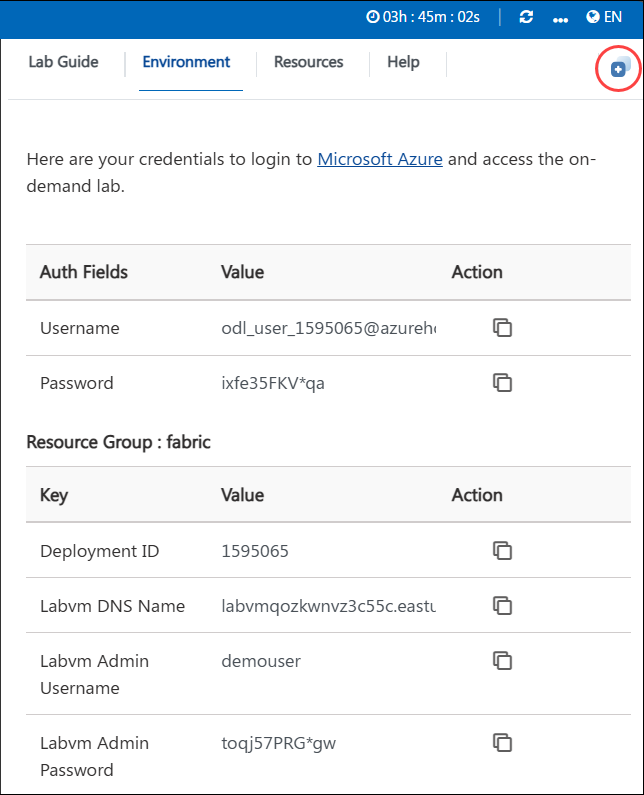 03h : 45m : 02s
EN
Lab Guide Environment Resources Help
Here are your credentials to login to Microsoft Azure and access the on-
demand lab.
Auth Fields Value Action
Username odl_user_1595065@azureh
Password ixfe35FKV*qa
Resource Group : fabric
Key Value Action
Deployment ID 1595065
Labvm DNS Name labvmqozkwnvz3c55c.eastu
Labvm Admin
Username
demouser
Labvm Admin
Password
toqj57PRG*gw